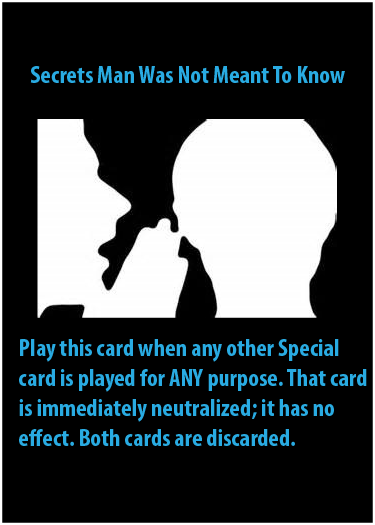 Secrets Man Was Not Meant To Know
Play this card when any other Special
card is played for ANY purpose. That card
is immediately neutralized; it has no
effect. Both cards are discarded.